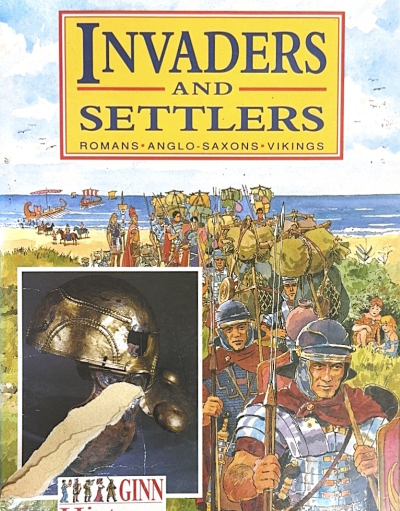 INVADERS
AND
SETTLERS
ROMANS•ANGLO-SAXONS•VIKINGS
GINN